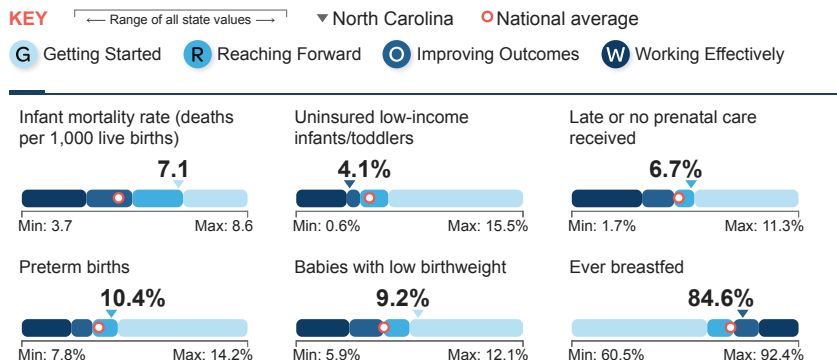 KEY
Range of all state values
North Carolina
National average
G Getting Started
R Reaching Forward
O Improving Outcomes
W Working Effectively
Infant mortality rate (deaths
per 1,000 live births)
7.1
Min: 3.7 Max: 8.6
Uninsured low-income
infants/toddlers
4.1%
Min: 0.6% Max: 15.5%
Late or no prenatal care
received
6.7%
Min: 1.7% Max: 11.3%
Preterm births
10.4%
Min: 7.8% Max: 14.2%
Babies with low birthweight
9.2%
Min: 5.9% Max: 12.1%
Ever breastfed
84.6%
Min: 60.5% Max: 92.4%